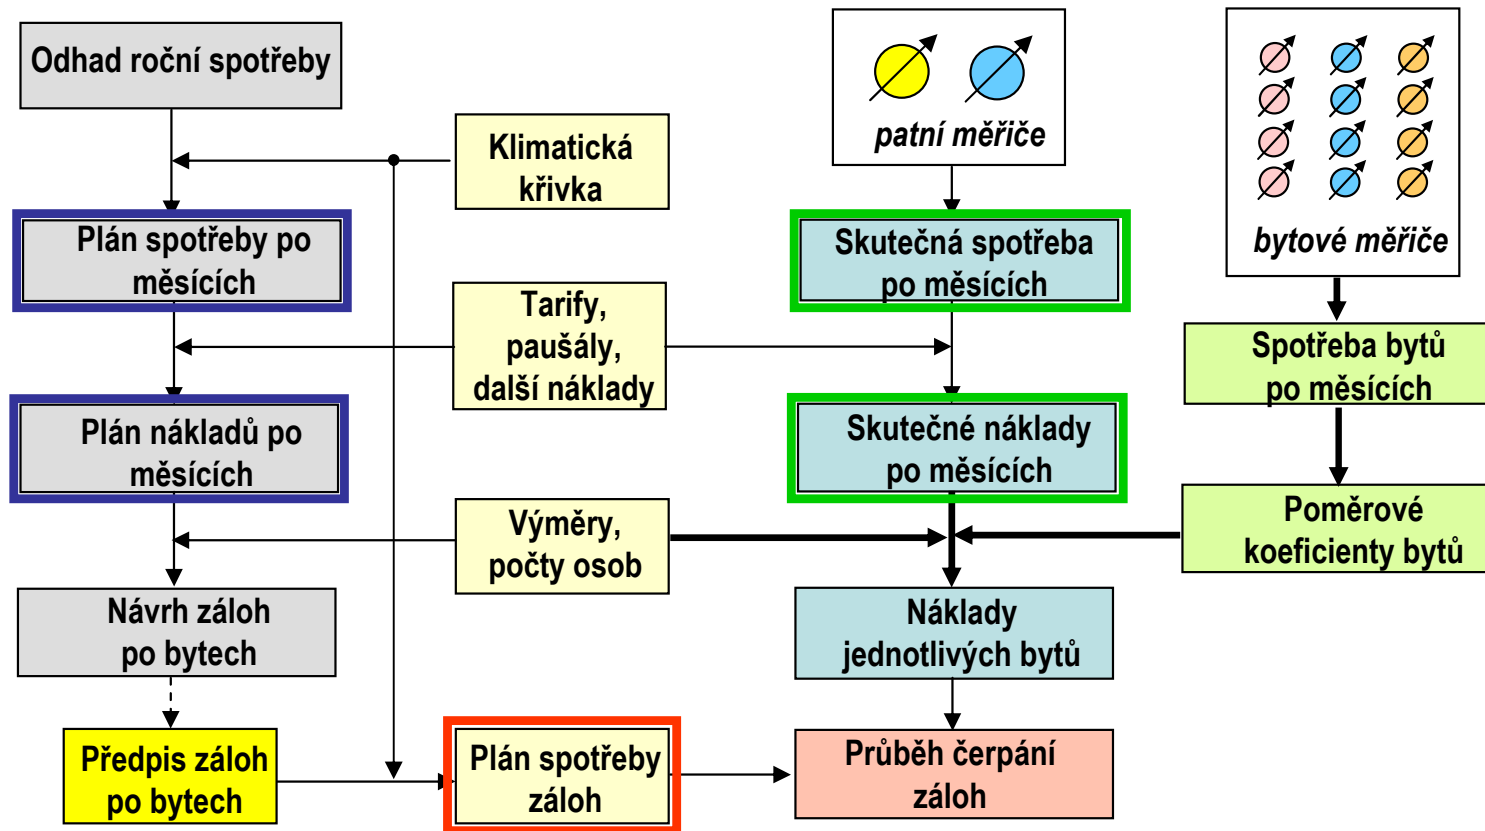 Odhad roční spotřeby
Klimatická
křivka
patní měřiče
bytové měřiče
Plán spotřeby po
měsících
Skutečná spotřeba
po měsících
Tarify,
paušály,
další náklady
Spotřeba bytů
po měsících
Plán nákladů po
měsících
Skutečné náklady
po měsících
Výměry,
počty osob
Poměrové
koeficienty bytů
Návrh záloh
po bytech
Náklady
jednotlivých bytů
Předpis záloh
po bytech
Plán spotřeby
záloh
Průběh čerpání
záloh